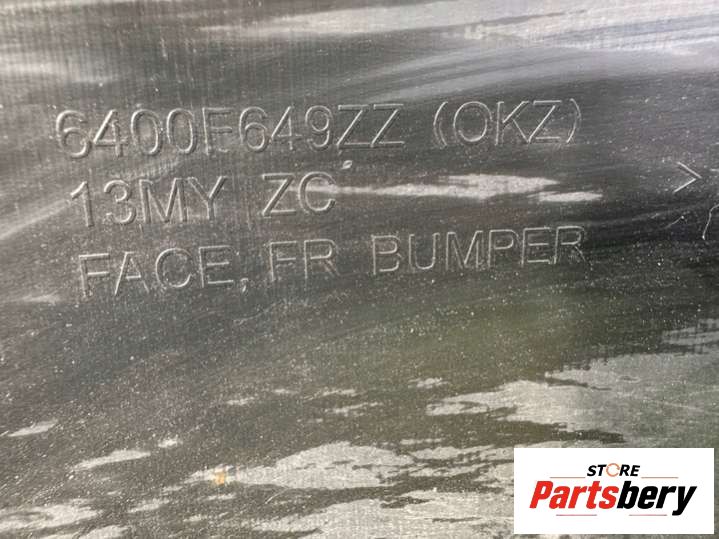 6400F649ZZ (OKZ)
13MY ZC
FACE, FR BUMPER
STORE
Partsbery